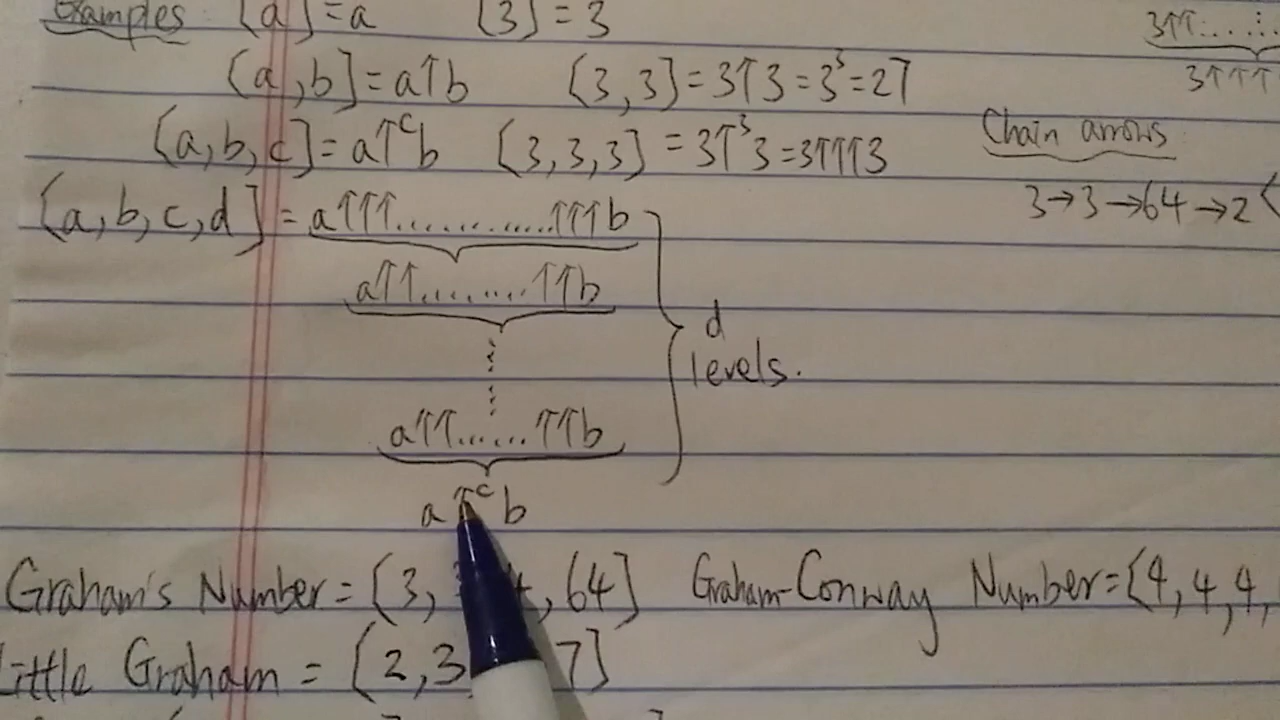 Examples [a] = a [3] = 3
[a,b] = a↑b [3,3] = 3↑3 = 3³ = 27
[a,b,c] = a↑ᶜb [3,3,3] = 3↑³3 = 3↑↑↑3
[a,b,c,d] = a↑↑↑.............↑↑↑b
a↑↑.........↑↑b
d
levels.
a↑↑......↑↑b
a↑ᶜb
Graham's Number = [3, , 64]
Little Graham = [2,3 7]
Graham-Conway Number = [4,4,4,
3↑↑
3↑↑↑↑
Chain arrows
3→3→64→2 <